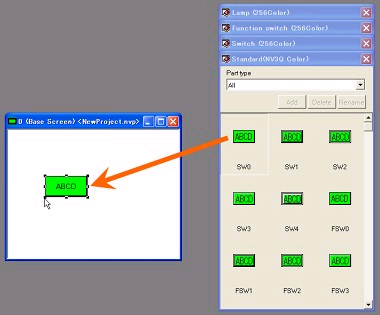 0 (Base Screen) <NewProject.nvp>
ABCD
Lamp (256Color)
Function switch (256Color)
Switch (256Color)
Standard(NV3Q Color)
Part type
All
Add Delete Rename
ABCD ABCD ABCD
SW0 SW1 SW2
ABCD ABCD ABCD
SW3 SW4 FSW0
ABCD ABCD ABCD
FSW1 FSW2 FSW3